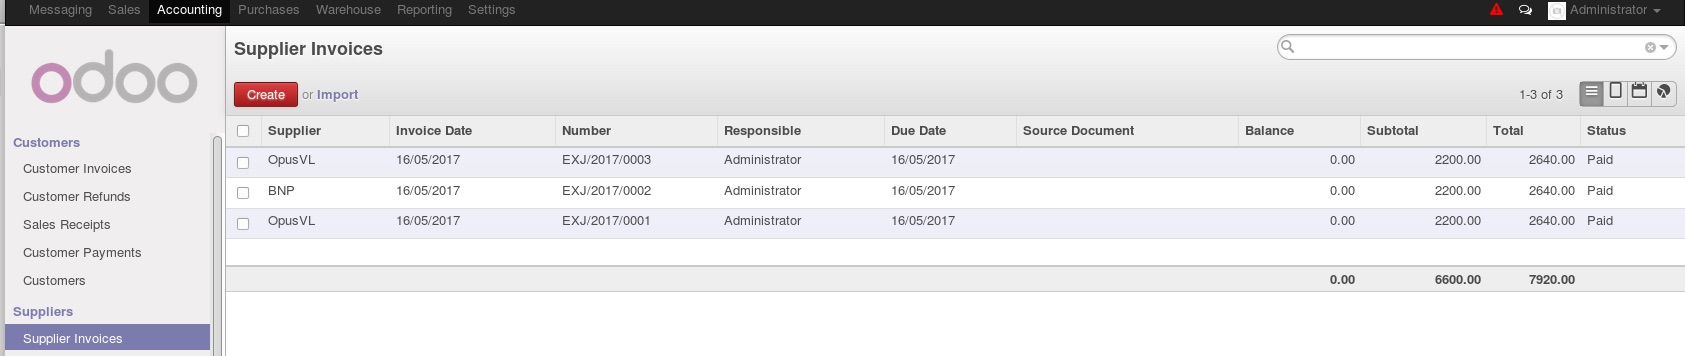 Messaging Sales Accounting Purchases Warehouse Reporting Settings Administrator
odoo
Supplier Invoices
Create or Import 1-3 of 3
Customers
Customer Invoices
Customer Refunds
Sales Receipts
Customer Payments
Customers
Suppliers
Supplier Invoices
Supplier Invoice Date Number Responsible Due Date Source Document Balance Subtotal Total Status
OpusVL 16/05/2017 EXJ/2017/0003 Administrator 16/05/2017 0.00 2200.00 2640.00 Paid
BNP 16/05/2017 EXJ/2017/0002 Administrator 16/05/2017 0.00 2200.00 2640.00 Paid
OpusVL 16/05/2017 EXJ/2017/0001 Administrator 16/05/2017 0.00 2200.00 2640.00 Paid
0.00 6600.00 7920.00